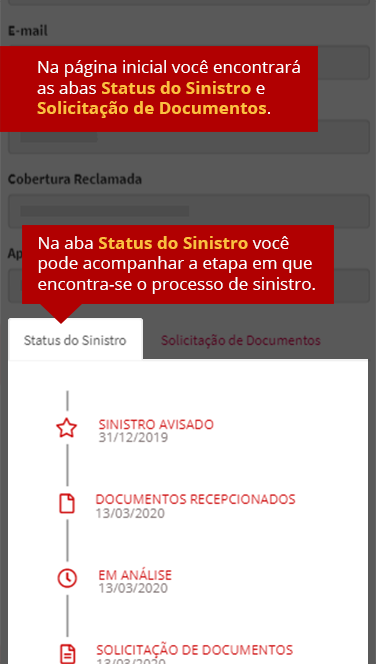 E-mail
Na página inicial você encontrará
as abas Status do Sinistro e
Solicitação de Documentos.
Cobertura Reclamada
Ap
Na aba Status do Sinistro você
pode acompanhar a etapa em que
encontra-se o processo de sinistro.
Status do Sinistro
Solicitação de Documentos
SINISTRO AVISADO
31/12/2019
DOCUMENTOS RECEPCIONADOS
13/03/2020
EM ANÁLISE
13/03/2020
SOLICITAÇÃO DE DOCUMENTOS
13/03/2020